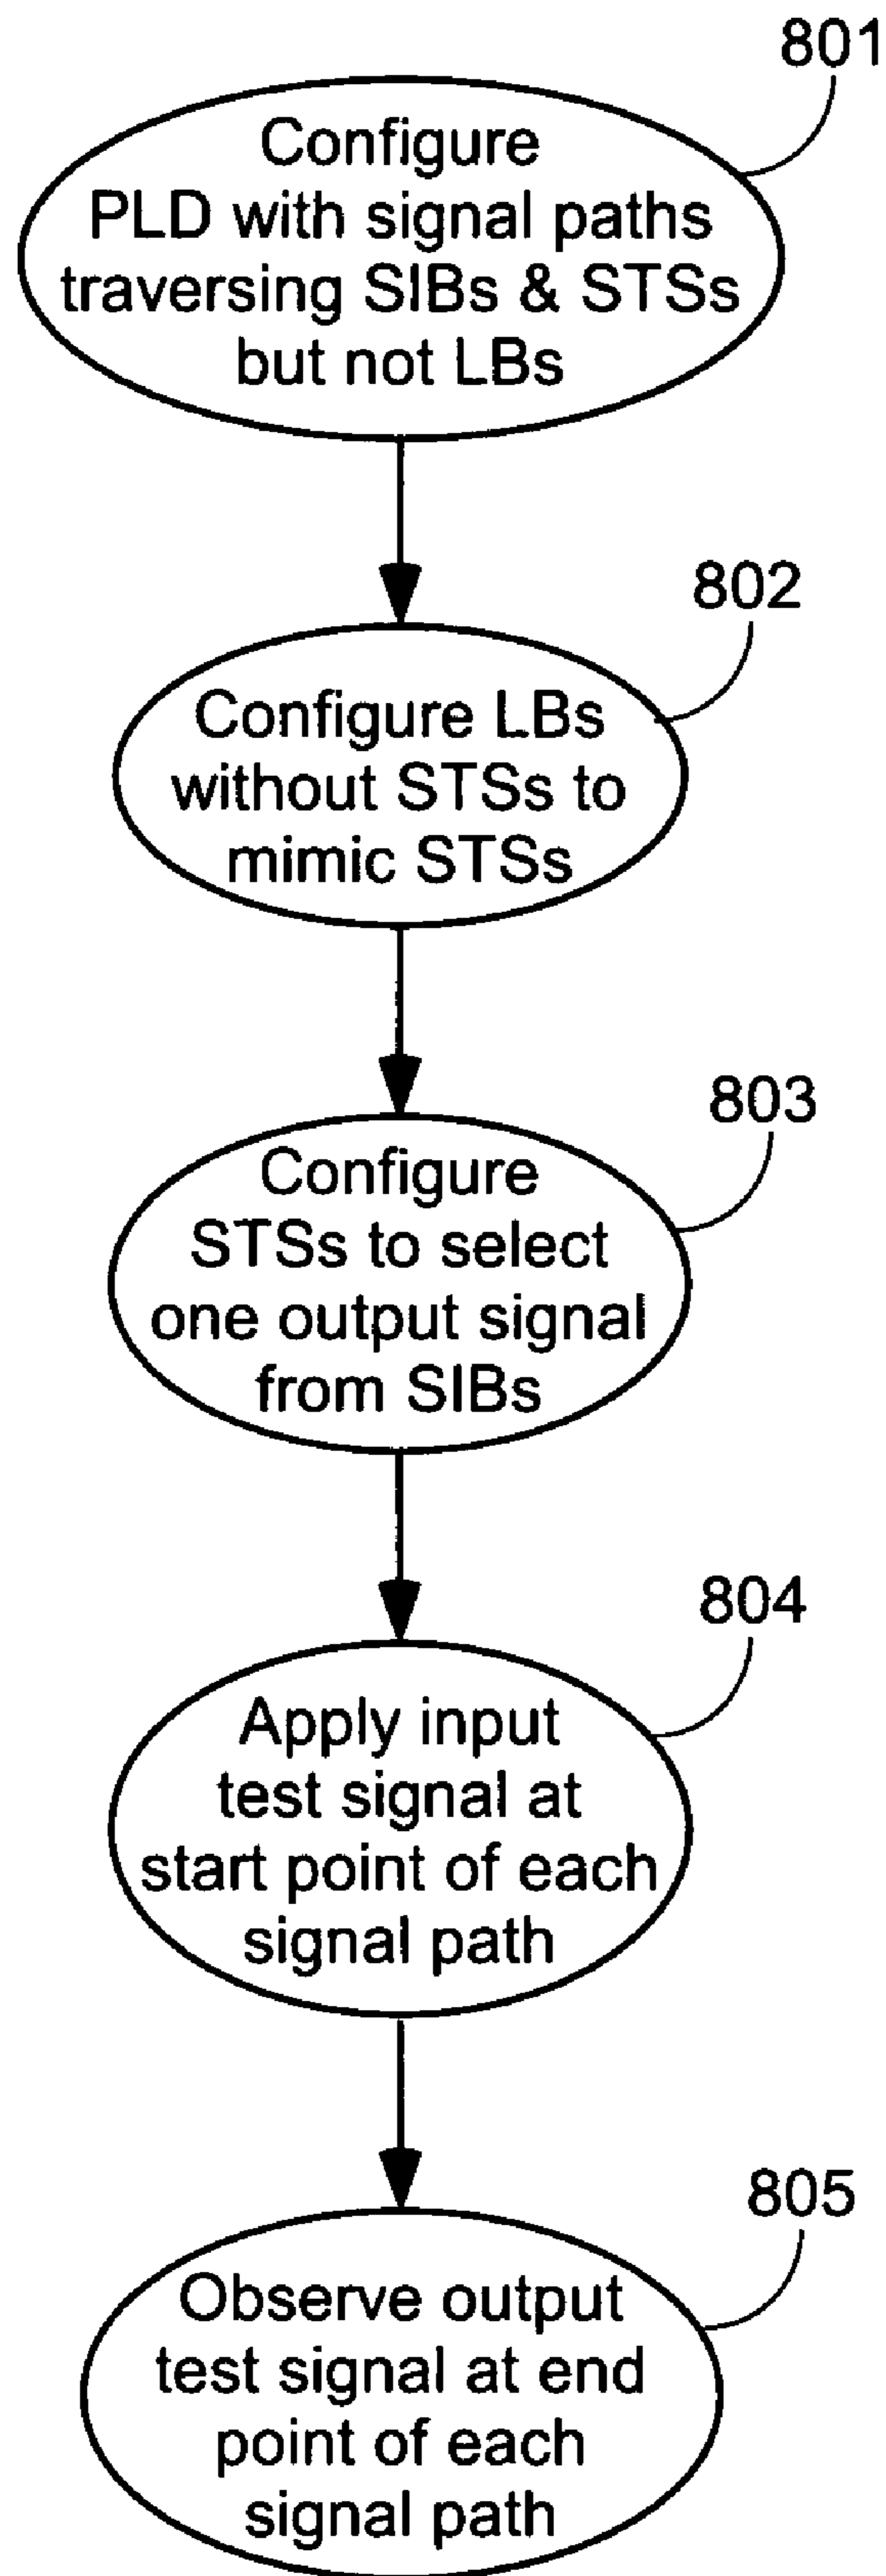 801
Configure
PLD with signal paths
traversing SIBs & STSs
but not LBs
802
Configure LBs
without STSs to
mimic STSs
803
Configure
STSs to select
one output signal
from SIBs
804
Apply input
test signal at
start point of each
signal path
805
Observe output
test signal at end
point of each
signal path